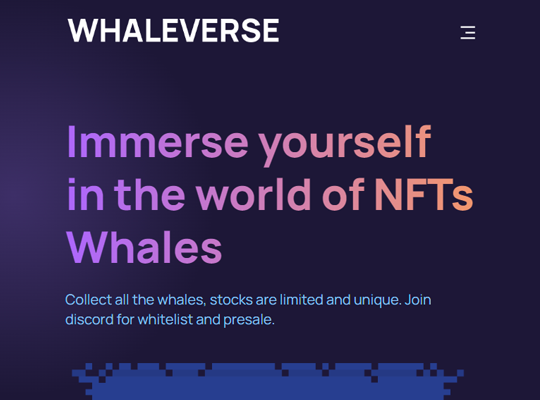 WHALEVERSE
Immerse yourself
in the world of NFTs
Whales
Collect all the whales, stocks are limited and unique. Join
discord for whitelist and presale.